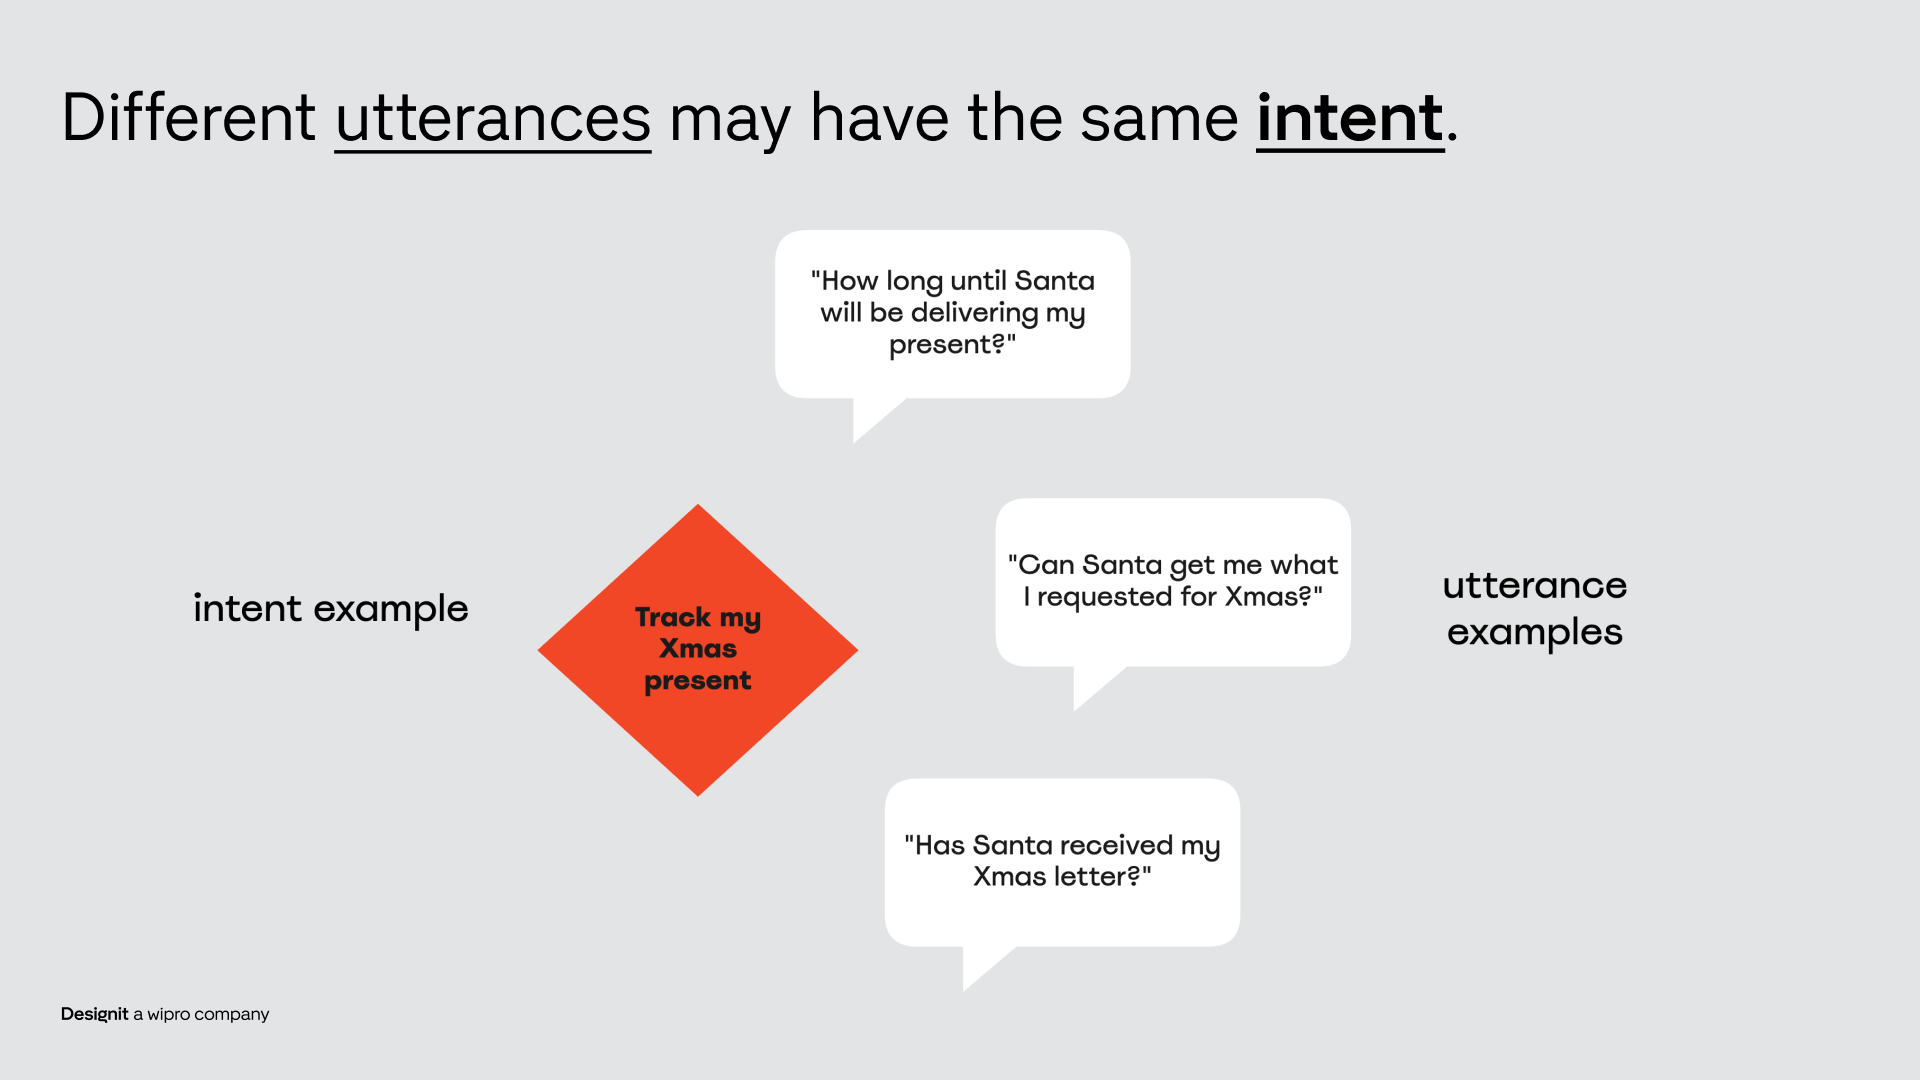 Different utterances may have the same intent.
"How long until Santa
will be delivering my
present?"
intent example
Track my
Xmas
present
"Can Santa get me what
I requested for Xmas?"
utterance
examples
"Has Santa received my
Xmas letter?"
Designit a wipro company